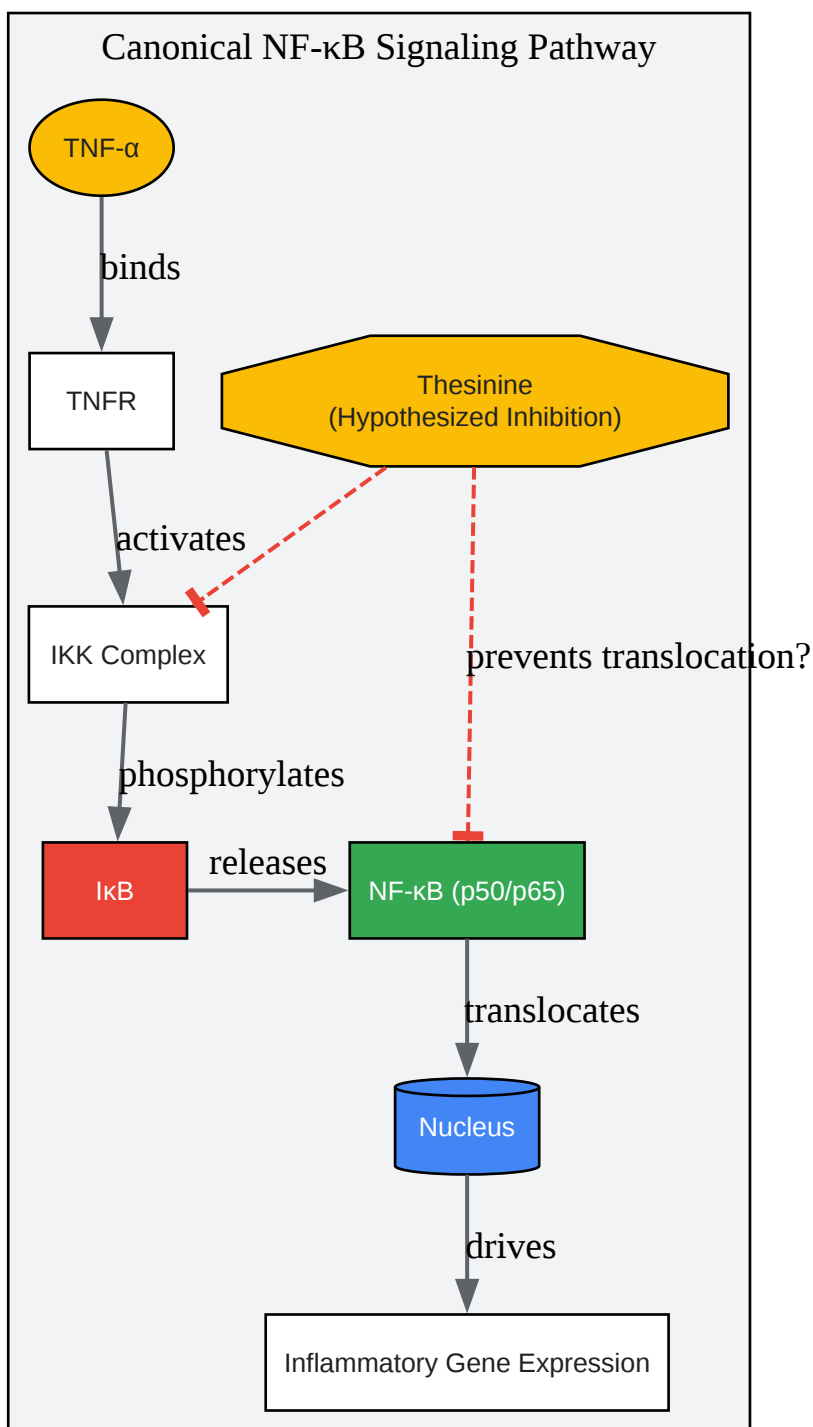 Canonical NF-κB Signaling Pathway
TNF-α
binds
TNFR
Thesinine
(Hypothesized Inhibition)
activates
IKK Complex
prevents translocation?
phosphorylates
IκB
releases
NF-κB (p50/p65)
translocates
Nucleus
drives
Inflammatory Gene Expression